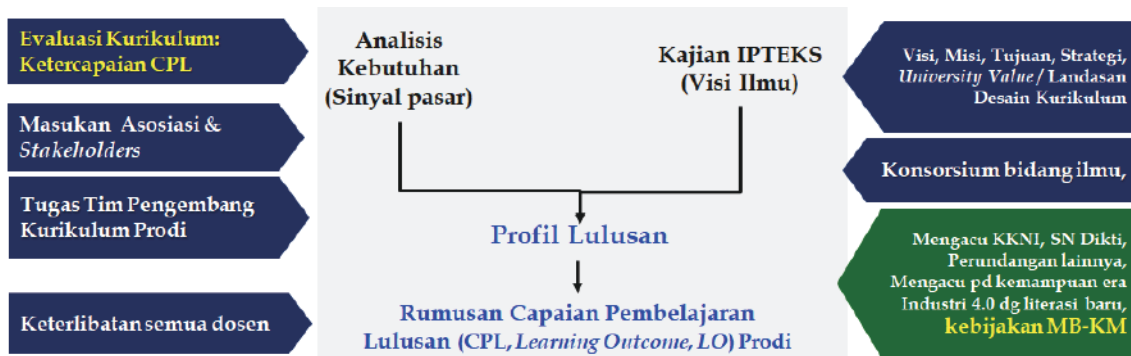 Evaluasi Kurikulum:
Ketercapaian CPL
Masukan Asosiasi &
Stakeholders
Tugas Tim Pengembang
Kurikulum Prodi
Keterlibatan semua dosen
Analisis
Kebutuhan
(Sinyal pasar)
Kajian IPTEKS
(Visi Ilmu)
Profil Lulusan
Rumusan Capaian Pembelajaran
Lulusan (CPL, Learning Outcome, LO) Prodi
Visi, Misi, Tujuan, Strategi,
University Value / Landasan
Desain Kurikulum
Konsorsium bidang ilmu,
Mengacu KKNI, SN Dikti,
Perundangan lainnya,
Mengacu pd kemampuan era
Industri 4.0 dg literasi baru,
kebijakan MB-KM